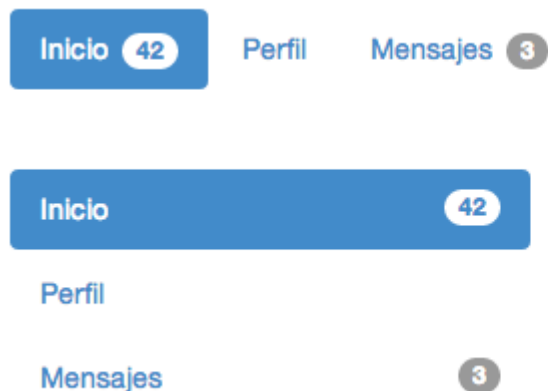 Inicio 42 Perfil Mensajes 3
Inicio 42
Perfil
Mensajes 3